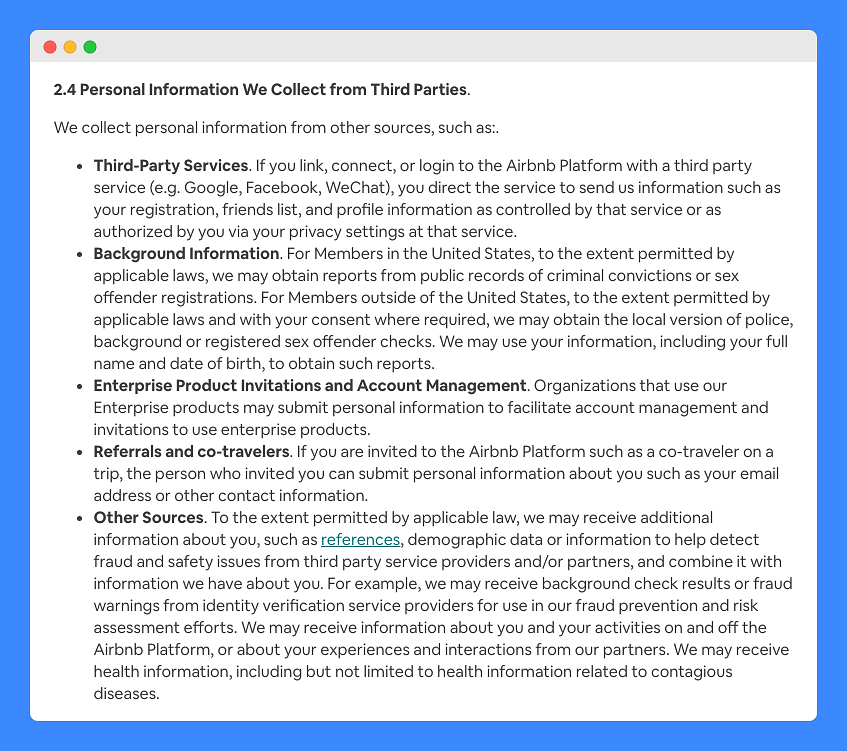 2.4 Personal Information We Collect from Third Parties.
We collect personal information from other sources, such as:.
• Third-Party Services. If you link, connect, or login to the Airbnb Platform with a third party
service (e.g. Google, Facebook, WeChat), you direct the service to send us information such as
your registration, friends list, and profile information as controlled by that service or as
authorized by you via your privacy settings at that service.
• Background Information. For Members in the United States, to the extent permitted by
applicable laws, we may obtain reports from public records of criminal convictions or sex
offender registrations. For Members outside of the United States, to the extent permitted by
applicable laws and with your consent where required, we may obtain the local version of police,
background or registered sex offender checks. We may use your information, including your full
name and date of birth, to obtain such reports.
• Enterprise Product Invitations and Account Management. Organizations that use our
Enterprise products may submit personal information to facilitate account management and
invitations to use enterprise products.
• Referrals and co-travelers. If you are invited to the Airbnb Platform such as a co-traveler on a
trip, the person who invited you can submit personal information about you such as your email
address or other contact information.
• Other Sources. To the extent permitted by applicable law, we may receive additional
information about you, such as references, demographic data or information to help detect
fraud and safety issues from third party service providers and/or partners, and combine it with
information we have about you. For example, we may receive background check results or fraud
warnings from identity verification service providers for use in our fraud prevention and risk
assessment efforts. We may receive information about you and your activities on and off the
Airbnb Platform, or about your experiences and interactions from our partners. We may receive
health information, including but not limited to health information related to contagious
diseases.